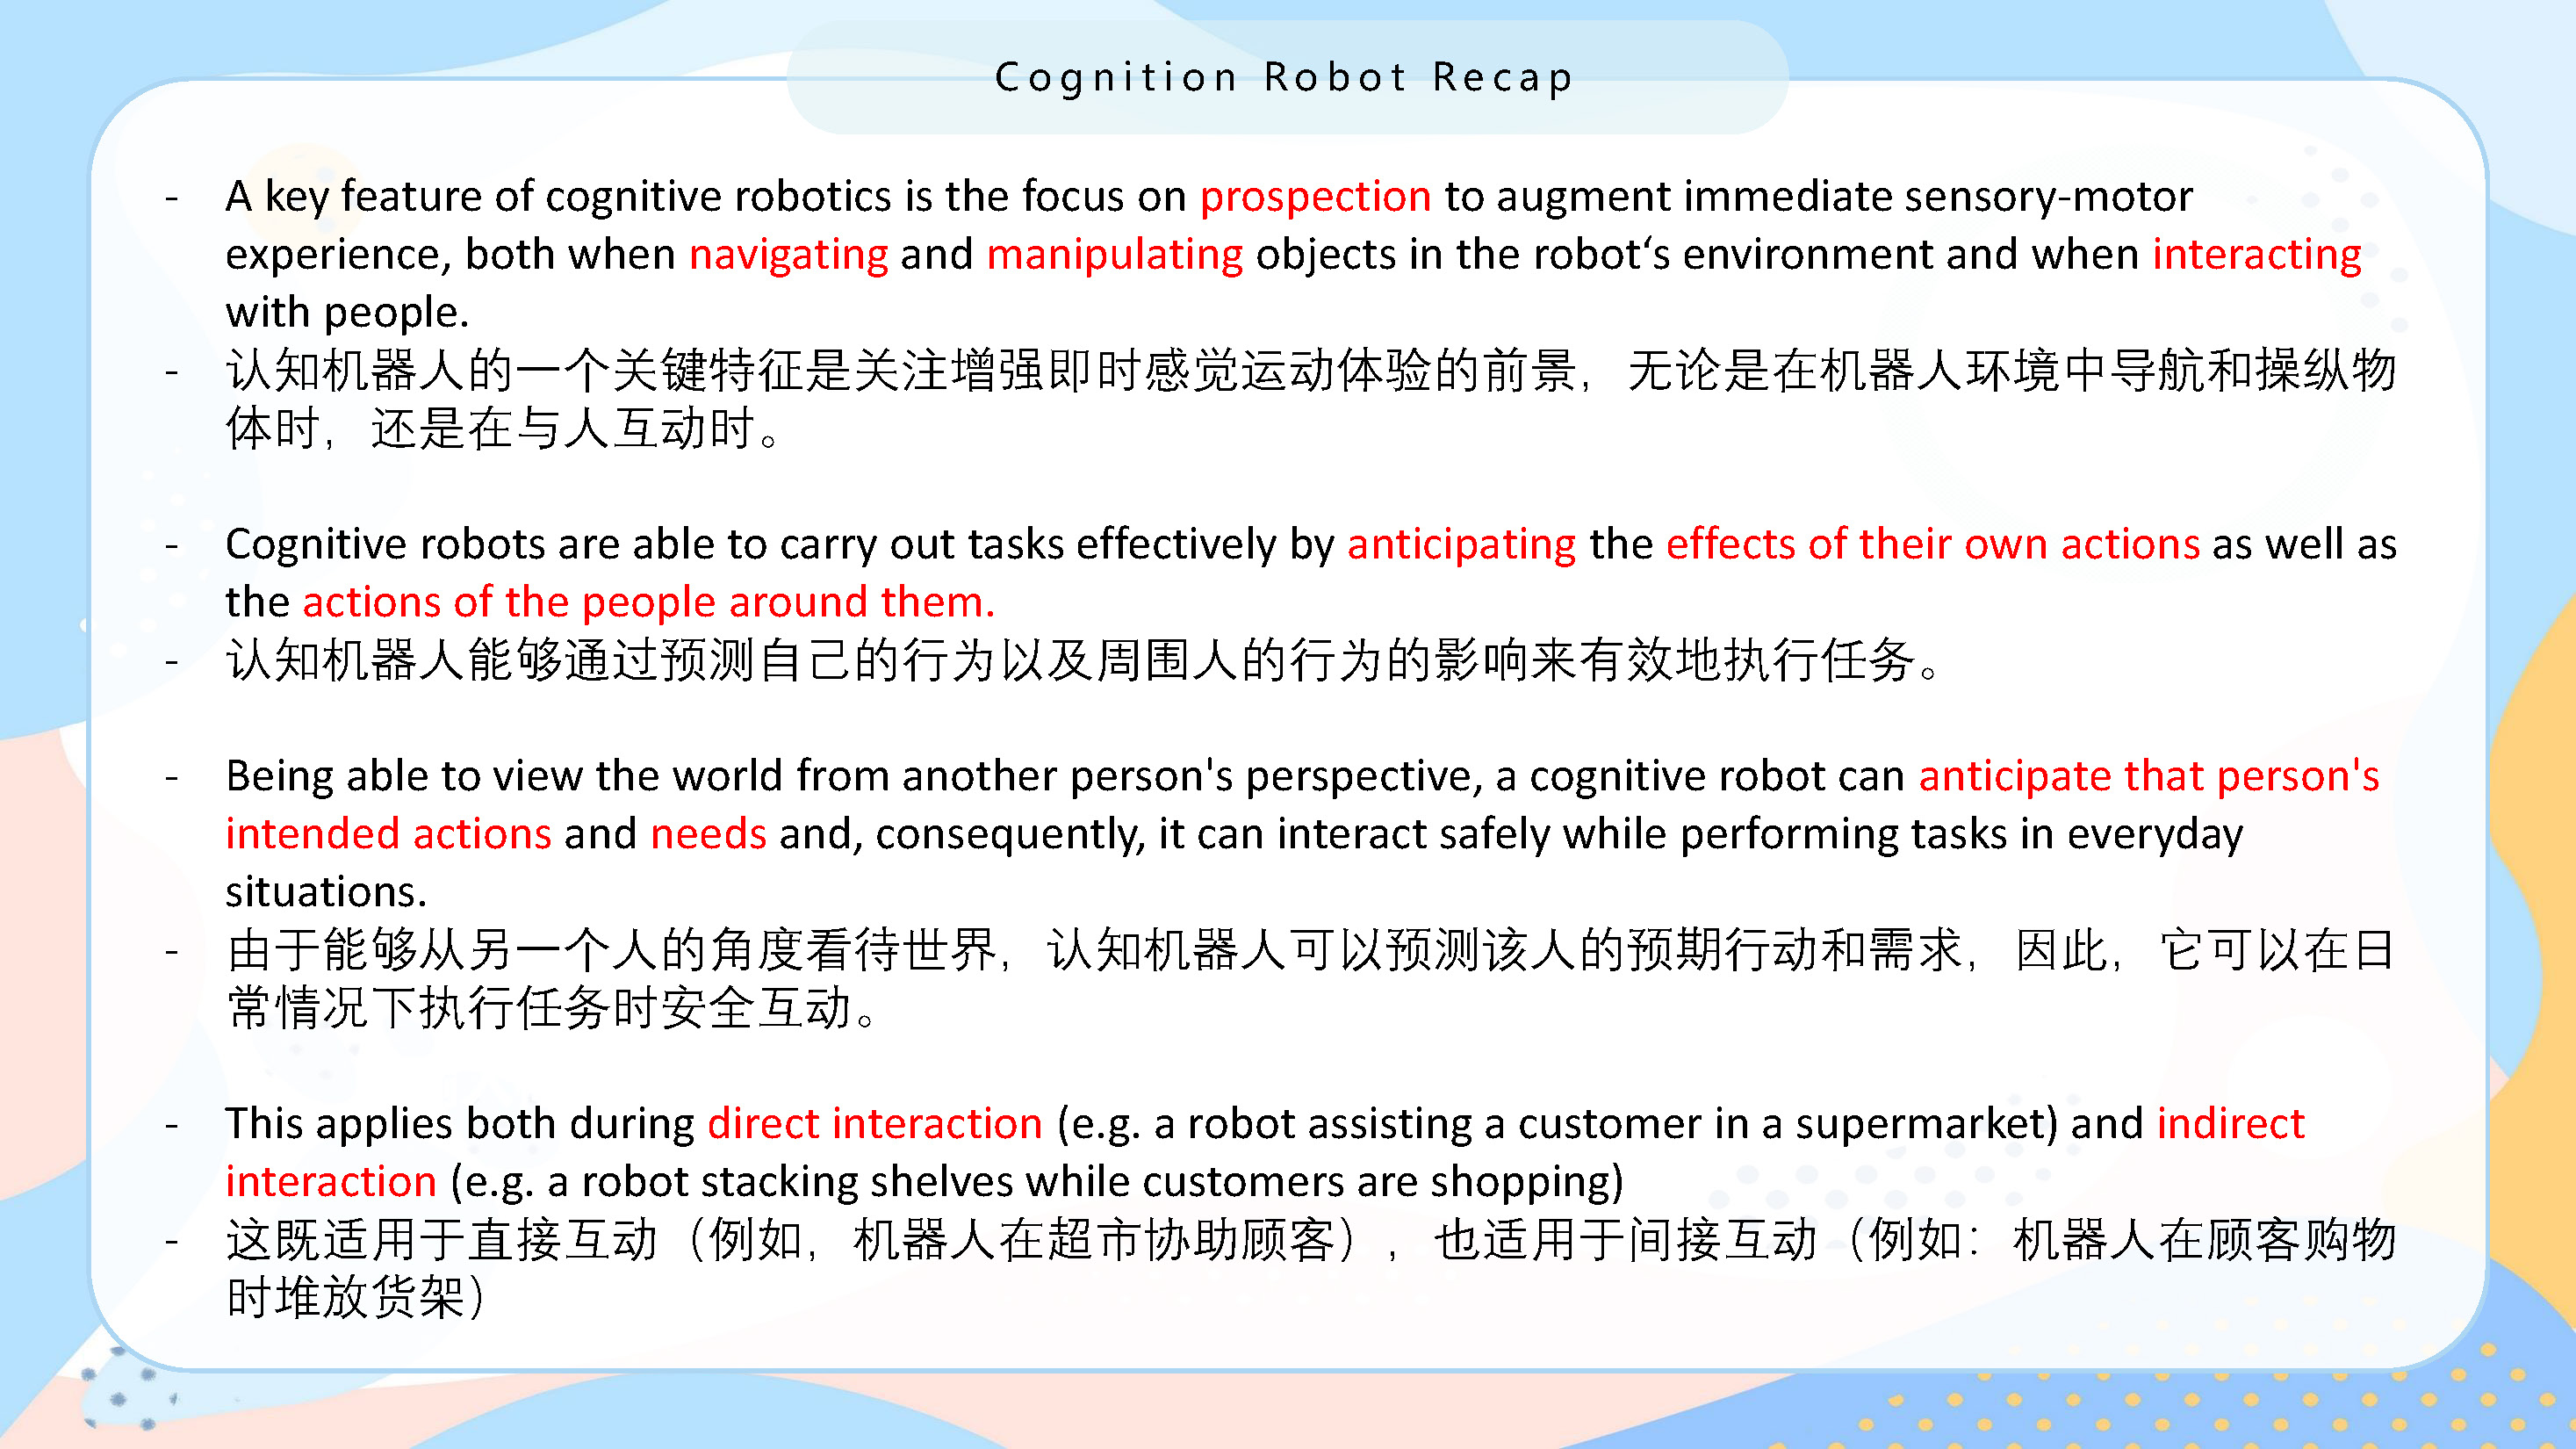 Cognition Robot Recap
- A key feature of cognitive robotics is the focus on prospection to augment immediate sensory-motor
experience, both when navigating and manipulating objects in the robot‘s environment and when interacting
with people.
- 认知机器人的一个关键特征是关注增强即时感觉运动体验的前景，无论是在机器人环境中导航和操纵物
体时，还是在与人互动时。
- Cognitive robots are able to carry out tasks effectively by anticipating the effects of their own actions as well as
the actions of the people around them.
- 认知机器人能够通过预测自己的行为以及周围人的行为的影响来有效地执行任务。
- Being able to view the world from another person's perspective, a cognitive robot can anticipate that person's
intended actions and needs and, consequently, it can interact safely while performing tasks in everyday
situations.
- 由于能够从另一个人的角度看待世界，认知机器人可以预测该人的预期行动和需求，因此，它可以在日
常情况下执行任务时安全互动。
- This applies both during direct interaction (e.g. a robot assisting a customer in a supermarket) and indirect
interaction (e.g. a robot stacking shelves while customers are shopping)
- 这既适用于直接互动（例如，机器人在超市协助顾客），也适用于间接互动（例如：机器人在顾客购物
时堆放货架）